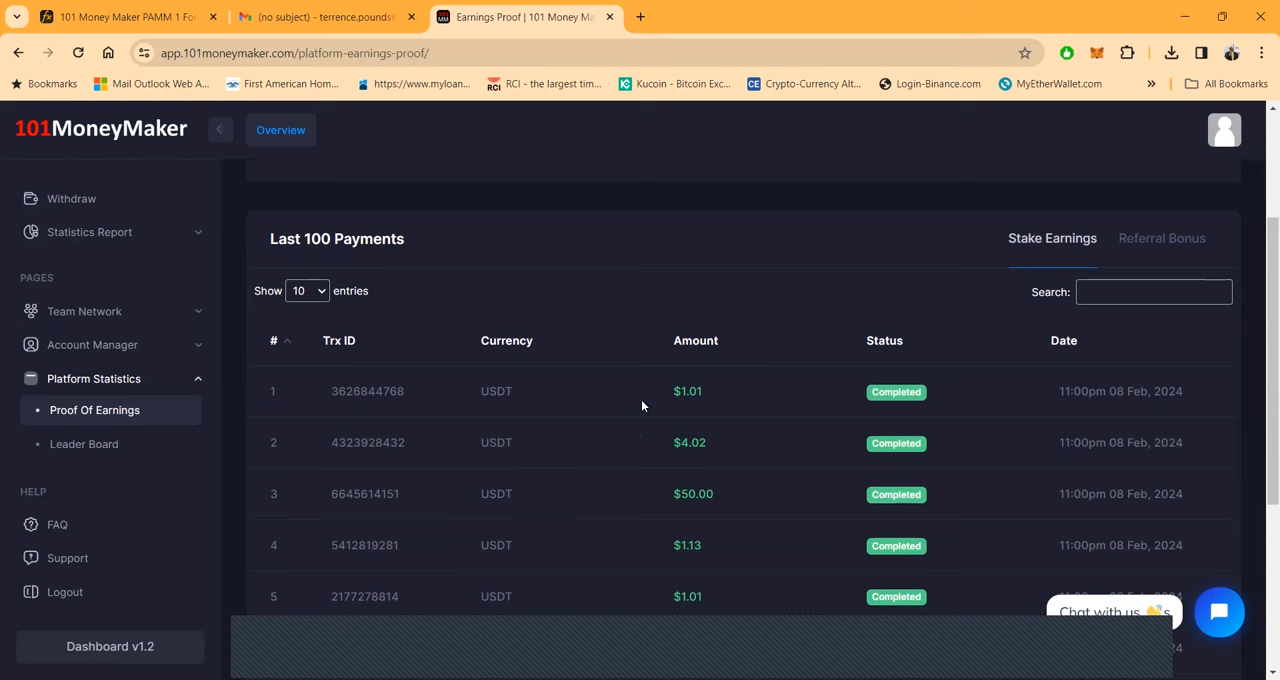 101 Money Maker PAMM 1 For
(no subject) - terrence.pounds
Earnings Proof | 101 Money Ma
app.101moneymaker.com/platform-earnings-proof/
Bookmarks
Mail Outlook Web A...
First American Hom...
https://www.myloan...
RCI - the largest tim...
Kucoin - Bitcoin Exc...
Crypto-Currency Alt...
Login-Binance.com
MyEtherWallet.com
»
All Bookmarks
101MoneyMaker
Overview
Withdraw
Statistics Report
PAGES
Team Network
Account Manager
Platform Statistics
Proof Of Earnings
Leader Board
HELP
FAQ
Support
Logout
Dashboard v1.2
Last 100 Payments
Stake Earnings
Referral Bonus
Show 10 entries
Search:
# Trx ID Currency Amount Status Date
1 3626844768 USDT $1.01 Completed 11:00pm 08 Feb, 2024
2 4323928432 USDT $4.02 Completed 11:00pm 08 Feb, 2024
3 6645614151 USDT $50.00 Completed 11:00pm 08 Feb, 2024
4 5412819281 USDT $1.13 Completed 11:00pm 08 Feb, 2024
5 2177278814 USDT $1.01 Completed
Chat with us